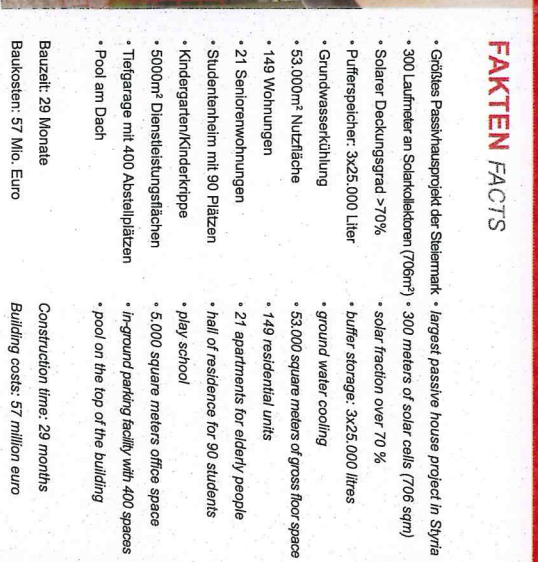 FAKTEN FACTS
• Größtes Passivhausprojekt der Steiermark
• 300 Laufmeter an Solarkollektoren (706m²)
• Solarer Deckungsgrad >70%
• Pufferspeicher: 3x25.000 Liter
• Grundwasserkühlung
• 53.000m² Nutzfläche
• 149 Wohnungen
• 21 Seniorenwohnungen
• Studentenheim mit 90 Plätzen
• Kindergarten/Kinderkrippe
• 5000m² Dienstleistungsflächen
• Tiefgarage mit 400 Abstellplätzen
• Pool am Dach
Bauzeit: 29 Monate
Baukosten: 57 Mio. Euro
• largest passive house project in Styria
• 300 meters of solar cells (706 sqm)
• solar fraction over 70 %
• buffer storage: 3x25.000 litres
• ground water cooling
• 53.000 square meters of gross floor space
• 149 residential units
• 21 apartments for elderly people
• hall of residence for 90 students
• play school
• 5.000 square meters office space
• in-ground parking facility with 400 spaces
• pool on the top of the building
Construction time: 29 months
Building costs: 57 million euro